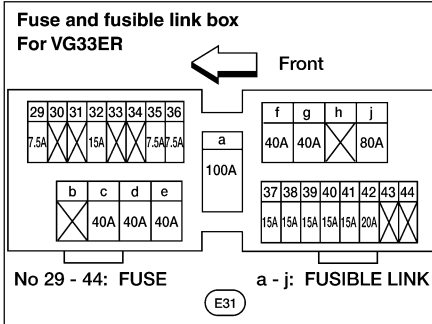 Fuse and fusible link box
For VG33ER
Front
29 30 31 32 33 34 35 36
7.5A 15A 7.5A 7.5A
a
100A
f g h j
40A 40A 80A
b c d e
40A 40A 40A
37 38 39 40 41 42 43 44
15A 15A 15A 15A 15A 20A
No 29 - 44: FUSE
a - j: FUSIBLE LINK
E31